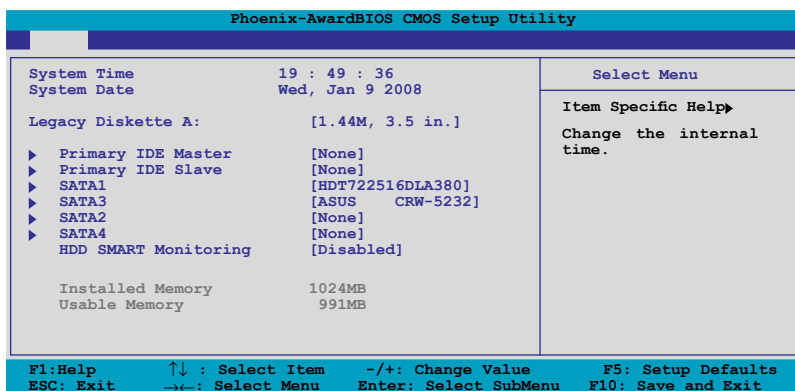 Phoenix-AwardBIOS CMOS Setup Utility
System Time 19 : 49 : 36
System Date Wed, Jan 9 2008
Legacy Diskette A: [1.44M, 3.5 in.]
Primary IDE Master [None]
Primary IDE Slave [None]
SATA1 [HDT722516DLA380]
SATA3 [ASUS CRW-5232]
SATA2 [None]
SATA4 [None]
HDD SMART Monitoring [Disabled]
Installed Memory 1024MB
Usable Memory 991MB
Select Menu
Item Specific Help
Change the internal
time.
F1:Help ↑↓ : Select Item -/+: Change Value F5: Setup Defaults
ESC: Exit →←: Select Menu Enter: Select SubMenu F10: Save and Exit